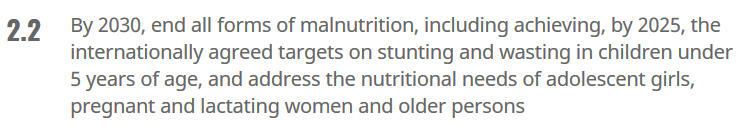 2.2 By 2030, end all forms of malnutrition, including achieving, by 2025, the
internationally agreed targets on stunting and wasting in children under
5 years of age, and address the nutritional needs of adolescent girls,
pregnant and lactating women and older persons